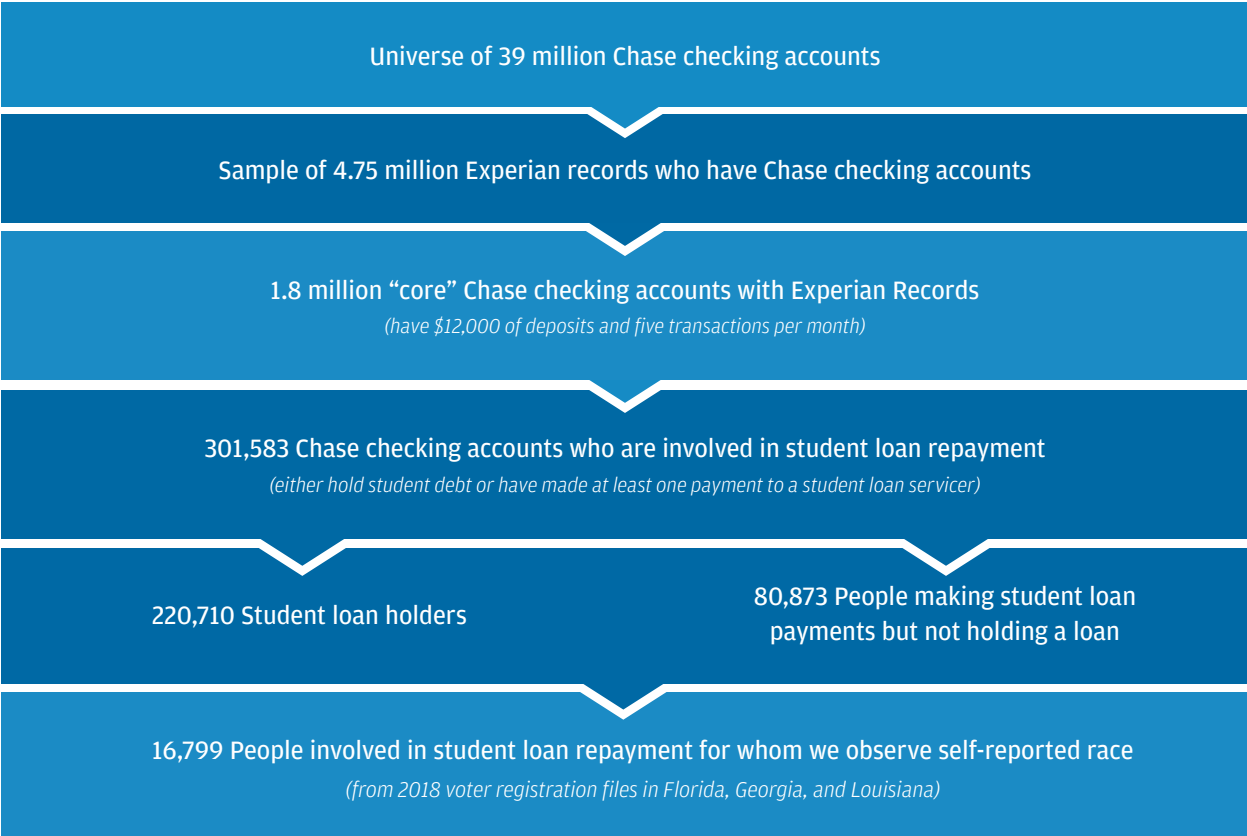 Universe of 39 million Chase checking accounts
Sample of 4.75 million Experian records who have Chase checking accounts
1.8 million “core” Chase checking accounts with Experian Records
(have $12,000 of deposits and five transactions per month)
301,583 Chase checking accounts who are involved in student loan repayment
(either hold student debt or have made at least one payment to a student loan servicer)
220,710 Student loan holders
80,873 People making student loan
payments but not holding a loan
16,799 People involved in student loan repayment for whom we observe self-reported race
(from 2018 voter registration files in Florida, Georgia, and Louisiana)